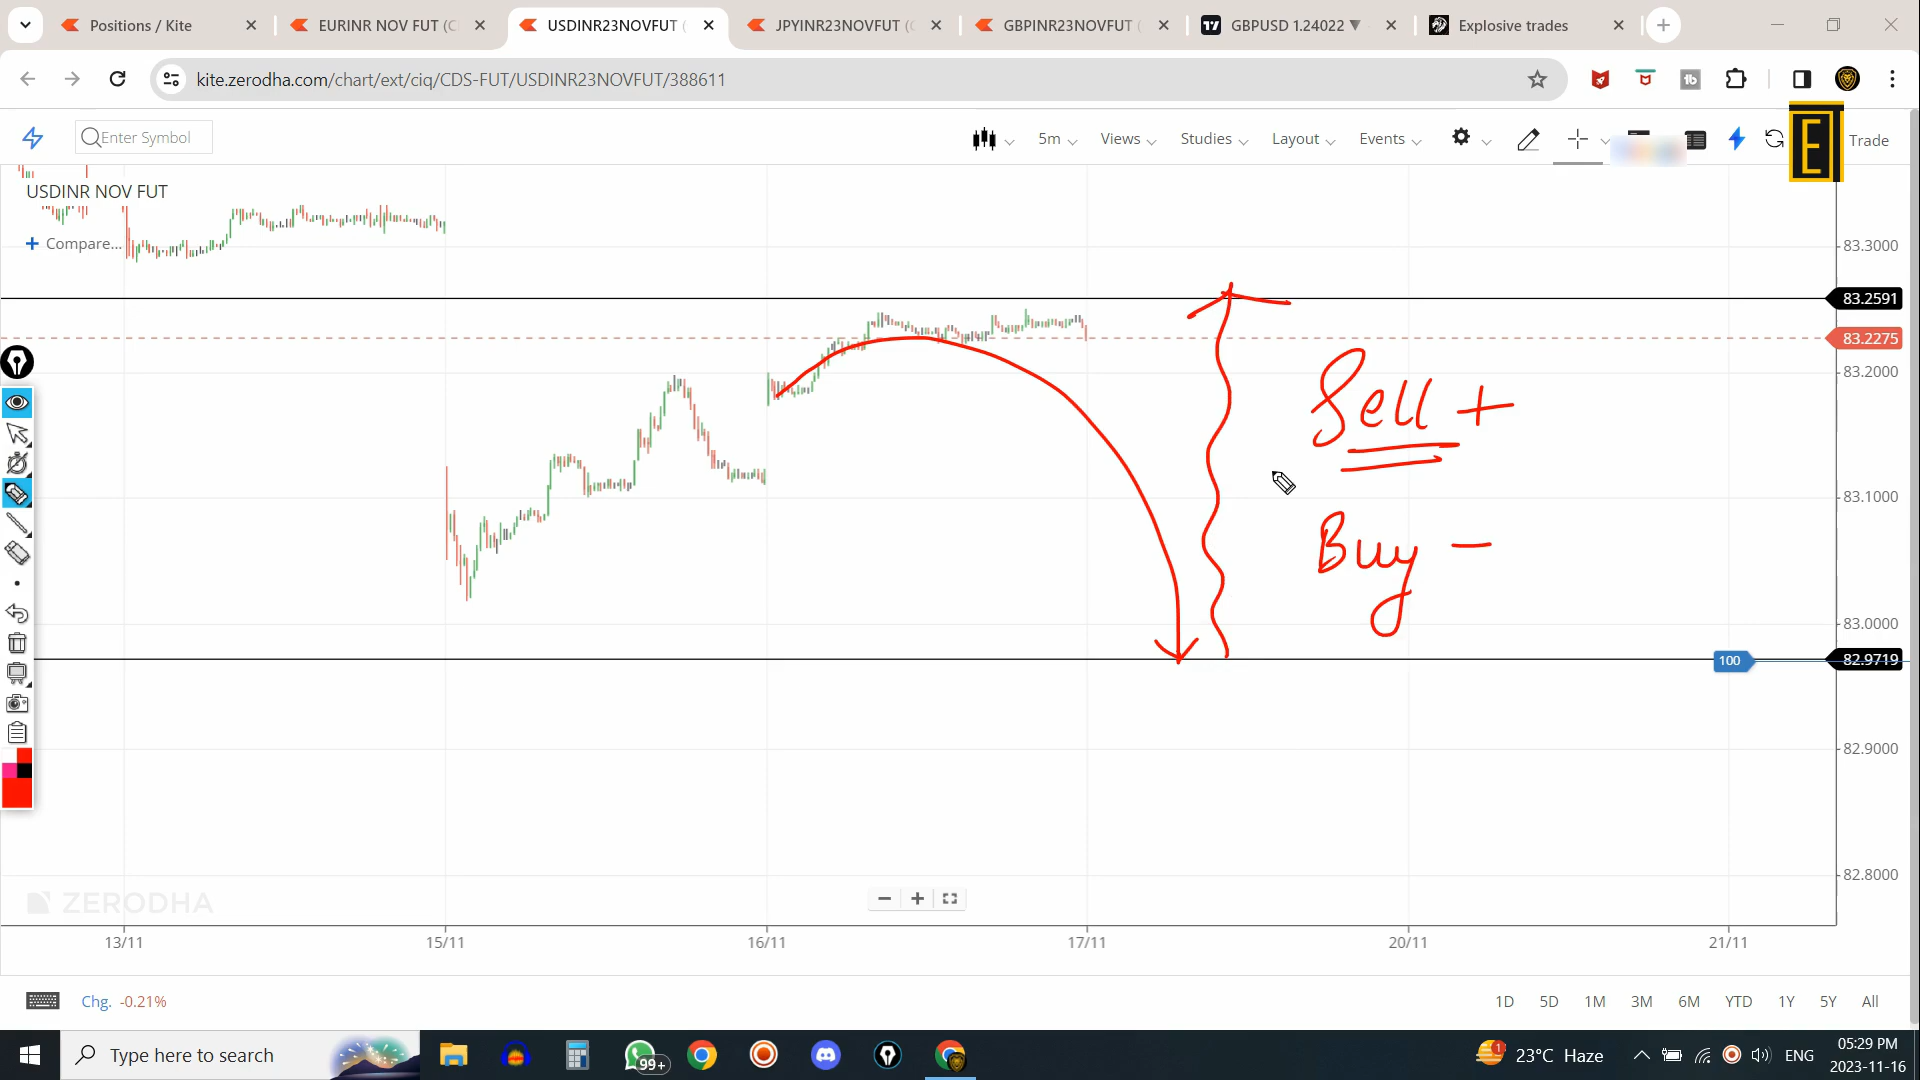 Positions / Kite
EURINR NOV FUT (C
USDINR23NOVFUT (
JPYINR23NOVFUT (C
GBPINR23NOVFUT (
GBPUSD 1.24022 ▼
Explosive trades
kite.zerodha.com/chart/ext/ciq/CDS-FUT/USDINR23NOVFUT/388611
Enter Symbol
5m
Views
Studies
Layout
Events
E
Trade
USDINR NOV FUT
+ Compare...
83.3000
83.2591
83.2275
83.2000
83.1000
83.0000
100
82.9719
82.9000
82.8000
Sell +
Buy -
ZERODHA
13/11
15/11
16/11
17/11
20/11
21/11
Chg. -0.21%
1D 5D 1M 3M 6M YTD 1Y 5Y All
Type here to search
99+
1
23°C Haze
ENG
05:29 PM
2023-11-16